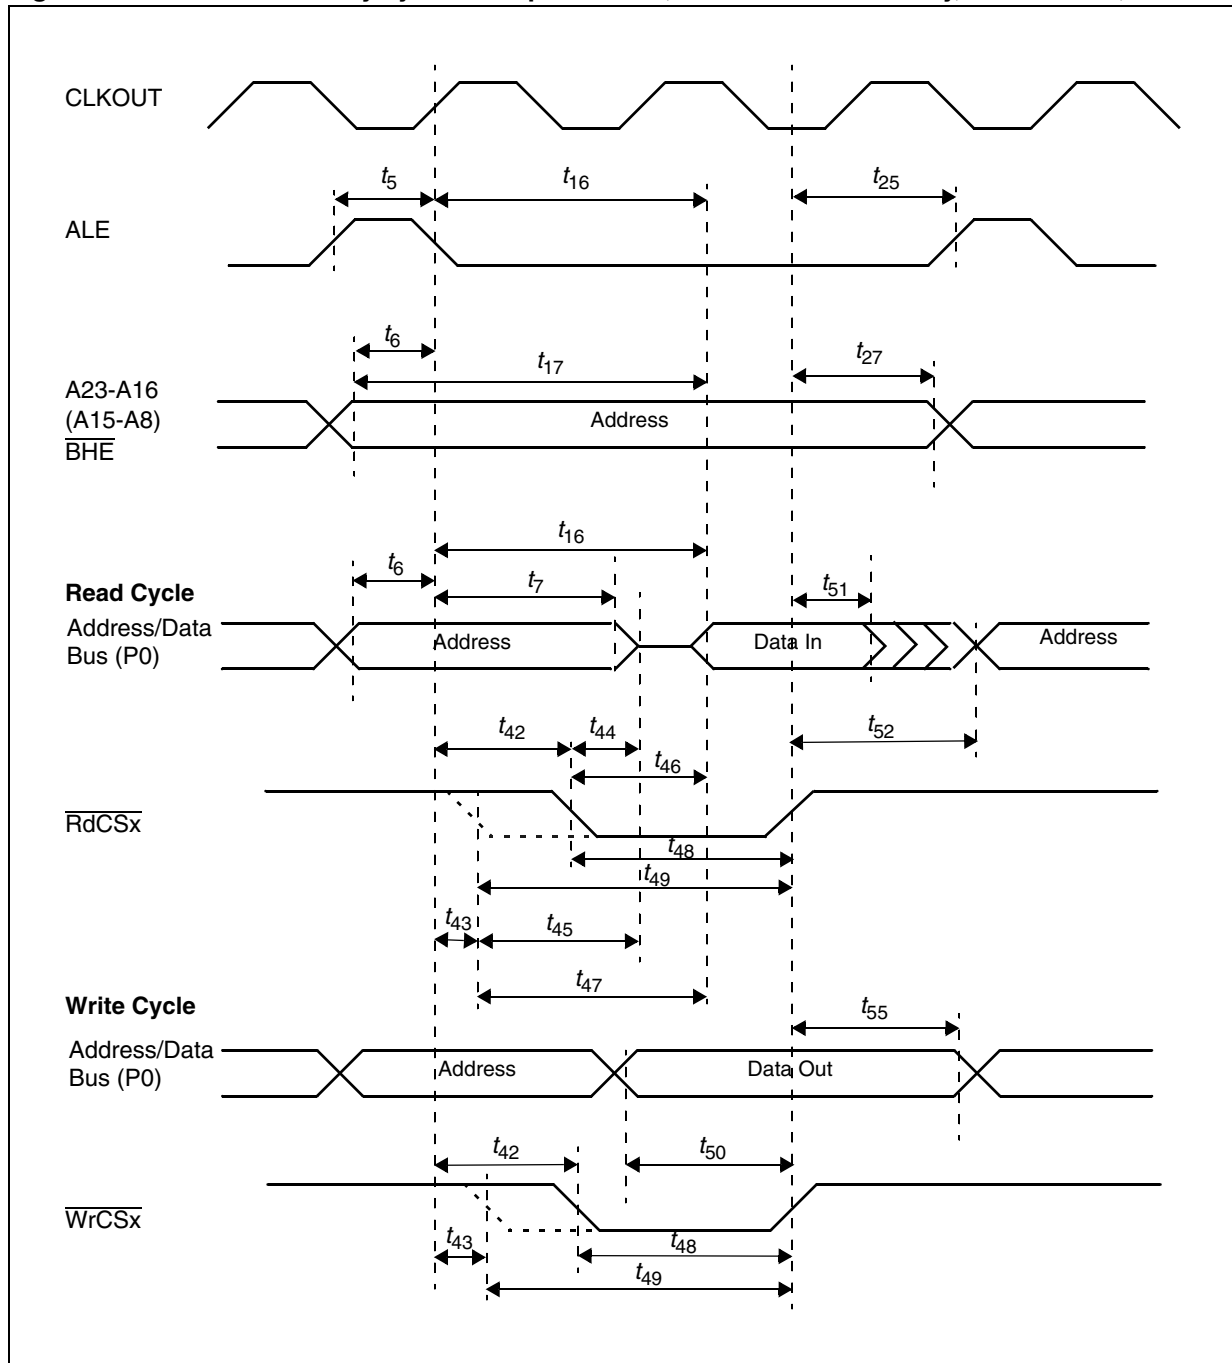 CLKOUT
t5 t16 t25
ALE
t6 t17 t27
A23-A16
(A15-A8)
BHE
Address
t16
t6 t7 t51
Read Cycle
Address/Data
Bus (P0)
Address Data In Address
t42 t44 t52
t46
RdCSx
t48
t49
t43 t45
t47
Write Cycle
t55
Address/Data
Bus (P0)
Address Data Out
t42 t50
WrCSx
t43 t48
t49